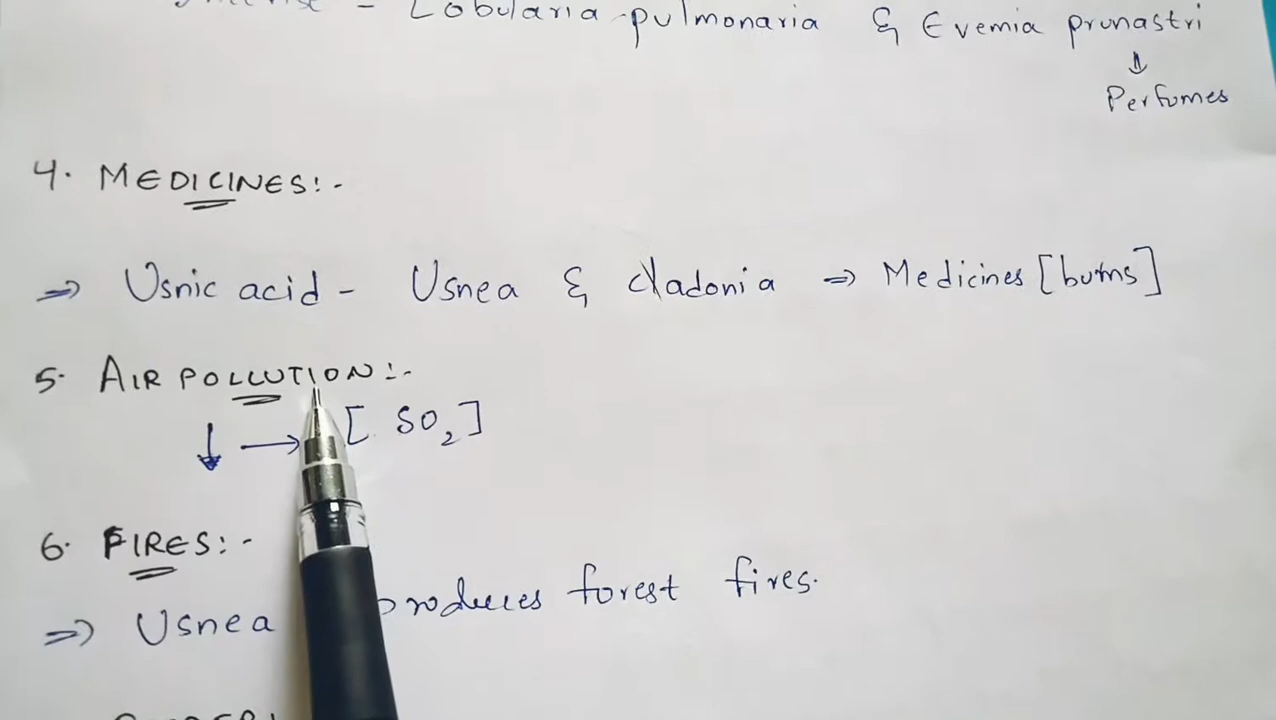 - Lobularia pulmonaria & Evemia prunastri
⇓
Perfumes
4. MEDICINES:-
⇒ Usnic acid - Usnea & Cladonia ⇒ Medicines [burns]
5. AIR POLLUTION:-
↓ → [SO₂]
6. FIRES:-
⇒ Usnea produces forest fires.